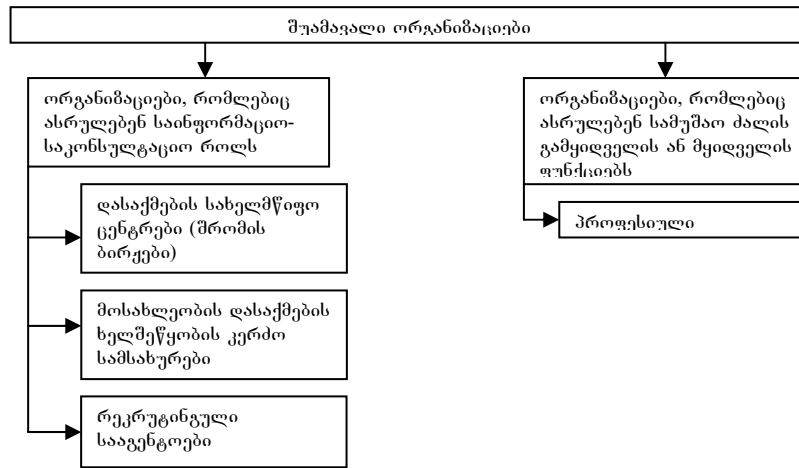 შუამავალი ორგანიზაციები
ორგანიზაციები, რომლებიც
ასრულებენ საინფორმაციო-
საკონსულტაციო როლს
დასაქმების სახელმწიფო
ცენტრები (შრომის
ბირჟები)
მოსახლეობის დასაქმების
ხელშეწყობის კერძო
სამსახურები
რეკრუტინგული
სააგენტოები
ორგანიზაციები, რომლებიც
ასრულებენ სამუშაო ძალის
გამყიდველის ან მყიდველის
ფუნქციებს
პროფესიული